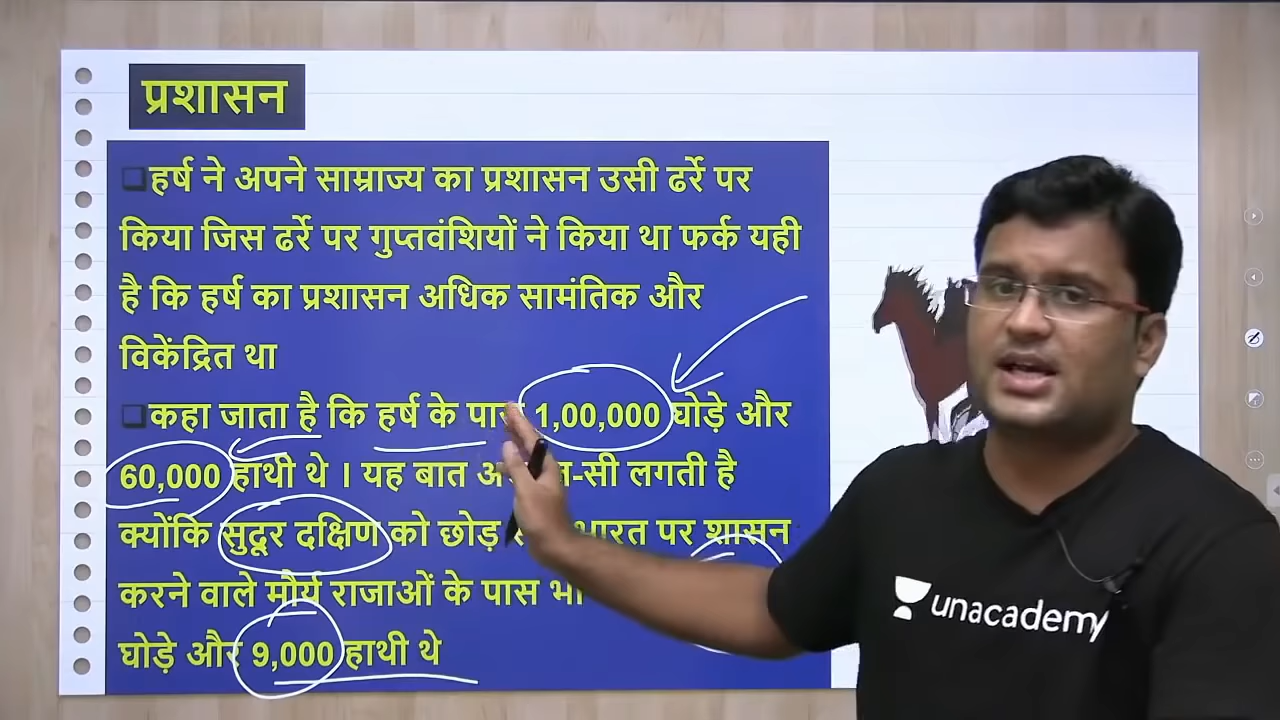 प्रशासन
हर्ष ने अपने साम्राज्य का प्रशासन उसी ढर्रे पर
किया जिस ढर्रे पर गुप्तवंशियों ने किया था फर्क यही
है कि हर्ष का प्रशासन अधिक सामंतिक और
विकेंद्रित था
कहा जाता है कि हर्ष के 1,00,000 घोड़े और
60,000 हाथी थे । यह बात लगती है
क्योंकि सुदूर दक्षिण को छोड़ भारत पर शासन
करने वाले मौर्य राजाओं के पास
घोड़े और 9,000 हाथी थे
unacademy